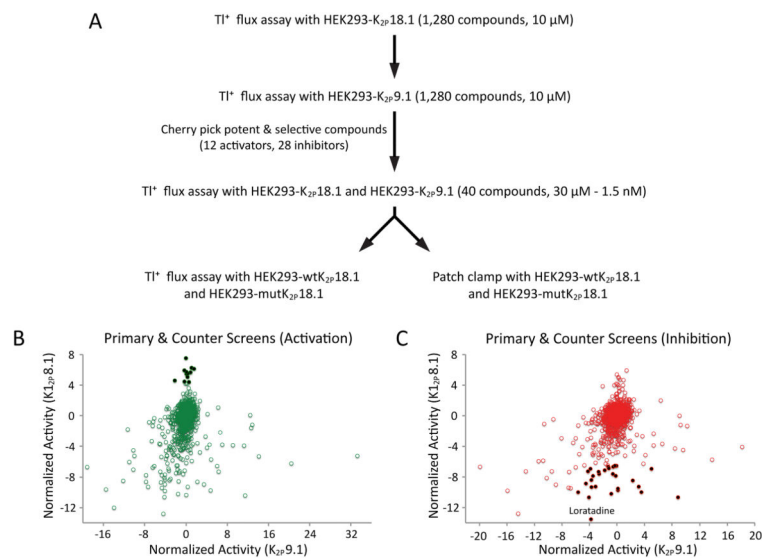 A
Tl⁺ flux assay with HEK293-K₂ₚ18.1 (1,280 compounds, 10 µM)
Tl⁺ flux assay with HEK293-K₂ₚ9.1 (1,280 compounds, 10 µM)
Cherry pick potent & selective compounds
(12 activators, 28 inhibitors)
Tl⁺ flux assay with HEK293-K₂ₚ18.1 and HEK293-K₂ₚ9.1 (40 compounds, 30 µM - 1.5 nM)
Tl⁺ flux assay with HEK293-wtK₂ₚ18.1
and HEK293-mutK₂ₚ18.1
Patch clamp with HEK293-wtK₂ₚ18.1
and HEK293-mutK₂ₚ18.1
B
Primary & Counter Screens (Activation)
Normalized Activity (K1₂ₚ8.1)
8
4
0
-4
-8
-12
-16
-8
0
8
16
24
32
Normalized Activity (K₂ₚ9.1)
C
Primary & Counter Screens (Inhibition)
Normalized Activity (K1₂ₚ8.1)
8
4
0
-4
-8
-12
Loratadine
-20
-16
-12
-8
-4
0
4
8
12
16
20
Normalized Activity (K₂ₚ9.1)